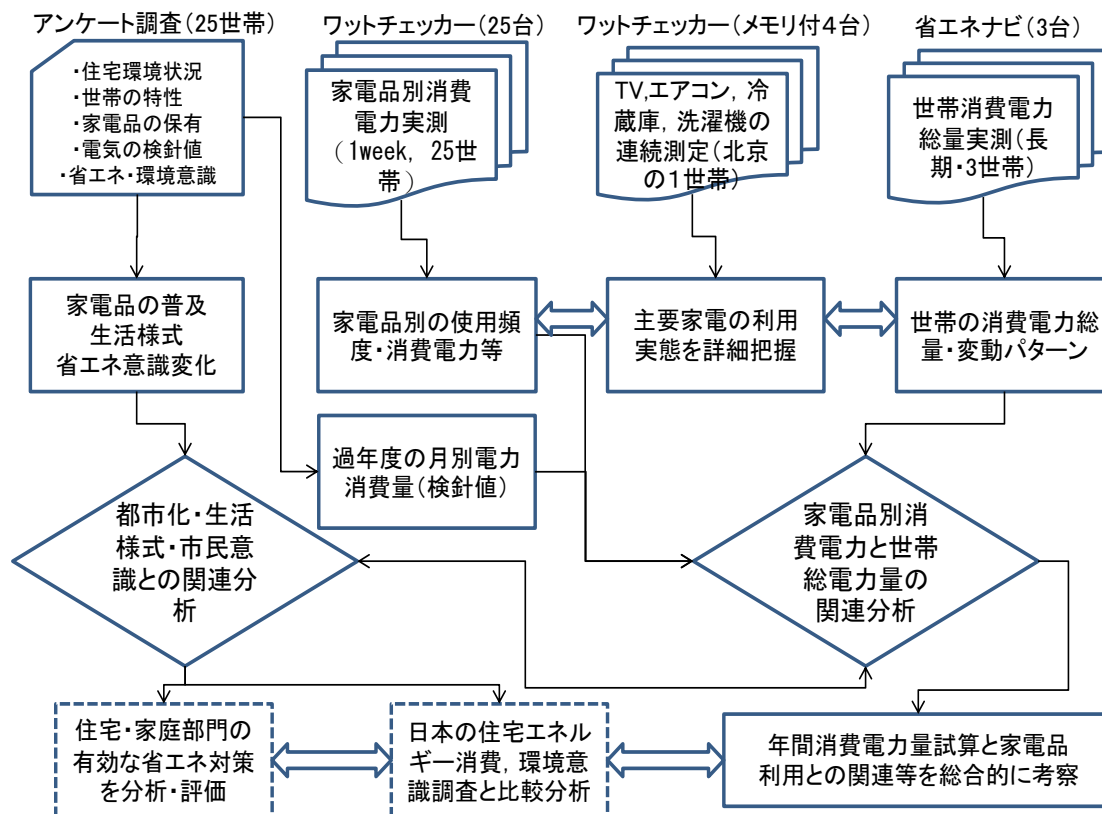 アンケート調査(25世帯)
・住宅環境状況
・世帯の特性
・家電品の保有
・電気の検針値
・省エネ・環境意識
ワットチェッカー(25台)
家電品別消費
電力実測
(1week, 25世
帯)
ワットチェッカー(メモリ付4台)
TV,エアコン, 冷
蔵庫, 洗濯機の
連続測定(北京
の1世帯)
省エネナビ(3台)
世帯消費電力
総量実測(長
期・3世帯)
家電品の普及
生活様式
省エネ意識変化
家電品別の使用頻
度・消費電力等
主要家電の利用
実態を詳細把握
世帯の消費電力総
量・変動パターン
過年度の月別電力
消費量(検針値)
都市化・生活
様式・市民意
識との関連分
析
家電品別消
費電力と世帯
総電力量の
関連分析
住宅・家庭部門の
有効な省エネ対策
を分析・評価
日本の住宅エネル
ギー消費, 環境意
識調査と比較分析
年間消費電力量試算と家電品
利用との関連等を総合的に考察